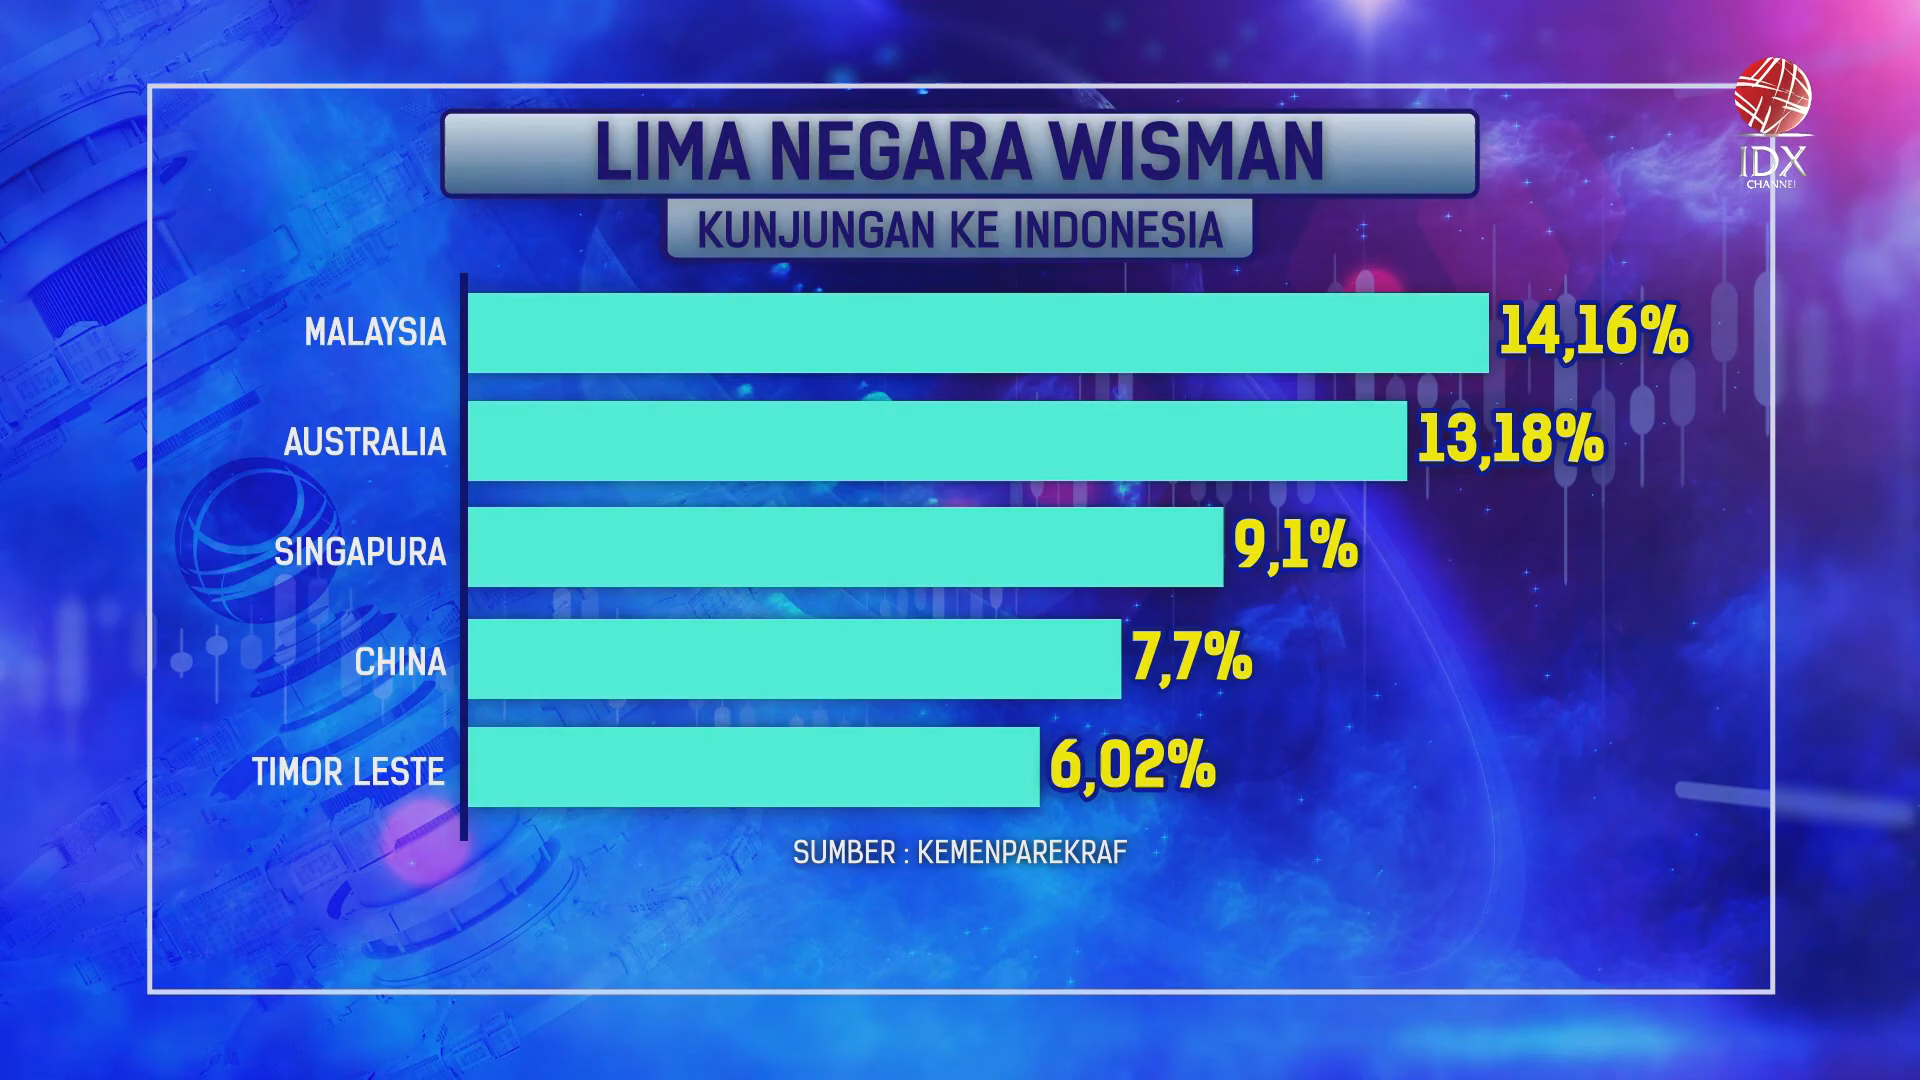 LIMA NEGARA WISMAN
KUNJUNGAN KE INDONESIA
IDX
CHANNEL
MALAYSIA 14,16%
AUSTRALIA 13,18%
SINGAPURA 9,1%
CHINA 7,7%
TIMOR LESTE 6,02%
SUMBER : KEMENPAREKRAF